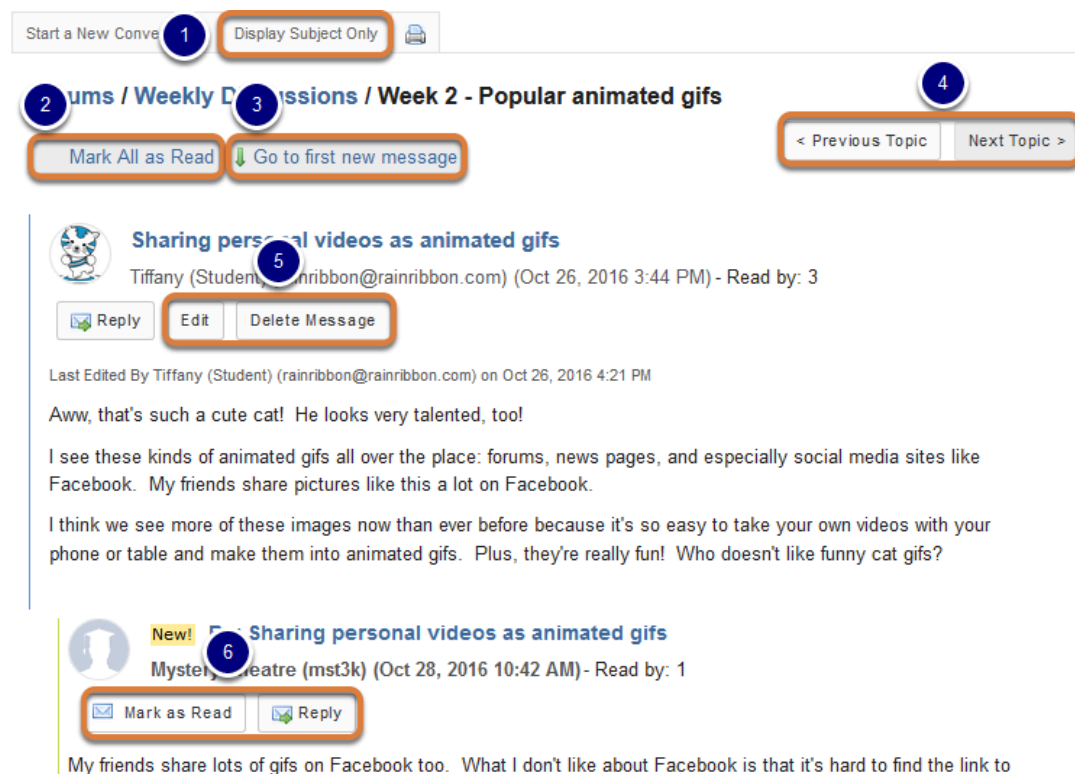 Start a New Conve
1
Display Subject Only
2
ums / Weekly D
3
ssions / Week 2 - Popular animated gifs
4
Mark All as Read
Go to first new message
< Previous Topic
Next Topic >
Sharing personal videos as animated gifs
5
Tiffany (Student) rainribbon@rainribbon.com) (Oct 26, 2016 3:44 PM) - Read by: 3
Reply
Edit
Delete Message
Last Edited By Tiffany (Student) (rainribbon@rainribbon.com) on Oct 26, 2016 4:21 PM
Aww, that's such a cute cat!  He looks very talented, too!
I see these kinds of animated gifs all over the place: forums, news pages, and especially social media sites like
Facebook.  My friends share pictures like this a lot on Facebook.
I think we see more of these images now than ever before because it's so easy to take your own videos with your
phone or table and make them into animated gifs.  Plus, they're really fun!  Who doesn't like funny cat gifs?
New! Re: Sharing personal videos as animated gifs
6
Mystery eatre (mst3k) (Oct 28, 2016 10:42 AM) - Read by: 1
Mark as Read
Reply
My friends share lots of gifs on Facebook too.  What I don't like about Facebook is that it's hard to find the link to